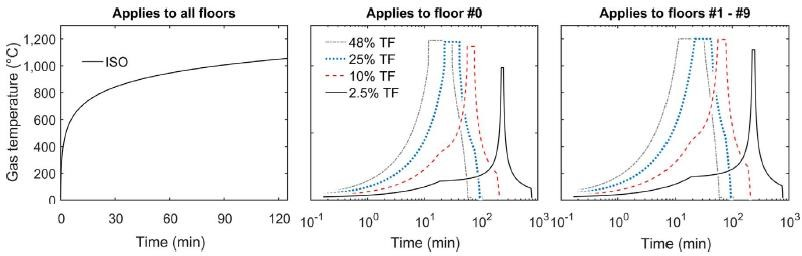 Applies to all floors
Applies to floor #0
Applies to floors #1 - #9
Gas temperature (°C)
1,300
1,200
1,000
800
600
400
200
0
ISO
48% TF
25% TF
10% TF
2.5% TF
0 30 60 90 120
10-1 100 101 102 103
10-1 100 101 102 103
Time (min)
Time (min)
Time (min)